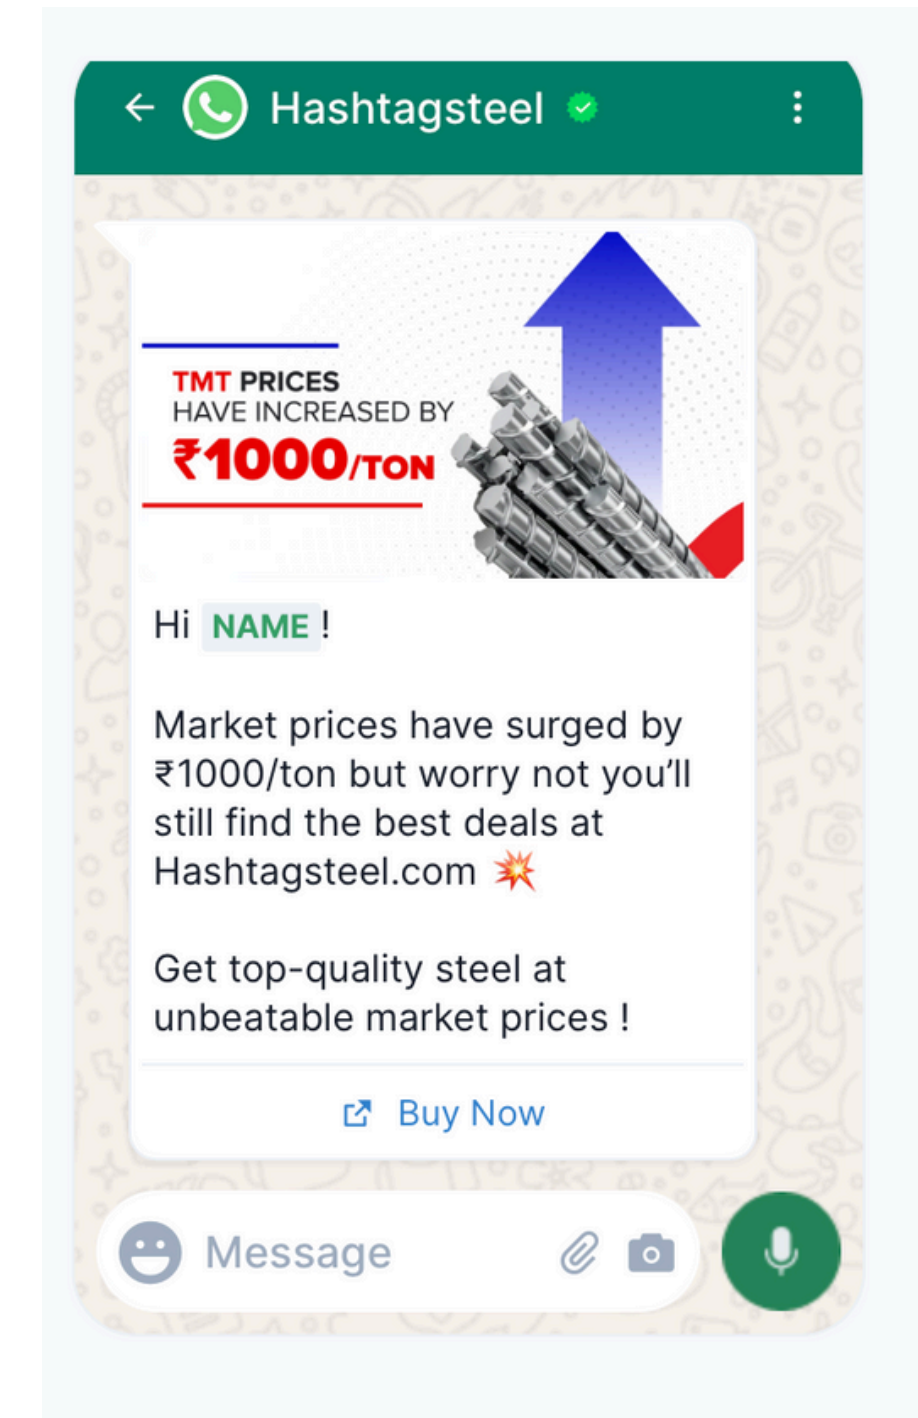 Hashtagsteel
TMT PRICES
HAVE INCREASED BY
₹1000/TON
Hi NAME !
Market prices have surged by
₹1000/ton but worry not you’ll
still find the best deals at
Hashtagsteel.com 💥
Get top-quality steel at
unbeatable market prices !
Buy Now
Message